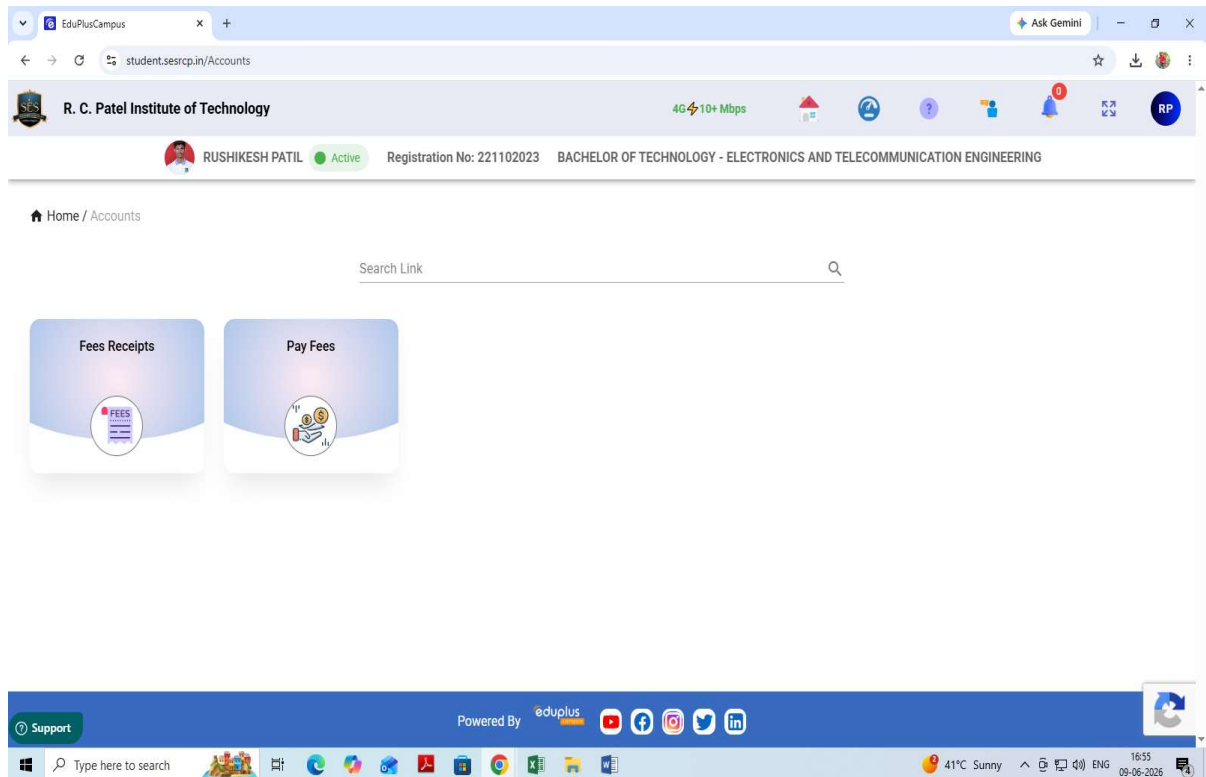 EduPlusCampus
Ask Gemini
student.sesrcp.in/Accounts
SES
R. C. Patel Institute of Technology
4G 10+ Mbps
?
0
RP
RUSHIKESH PATIL Active Registration No: 221102023 BACHELOR OF TECHNOLOGY - ELECTRONICS AND TELECOMMUNICATION ENGINEERING
Home / Accounts
Search Link
Fees Receipts
Pay Fees
FEES
Powered By eduplus
Support
Type here to search
41°C Sunny
ENG
16:55
09-06-2026